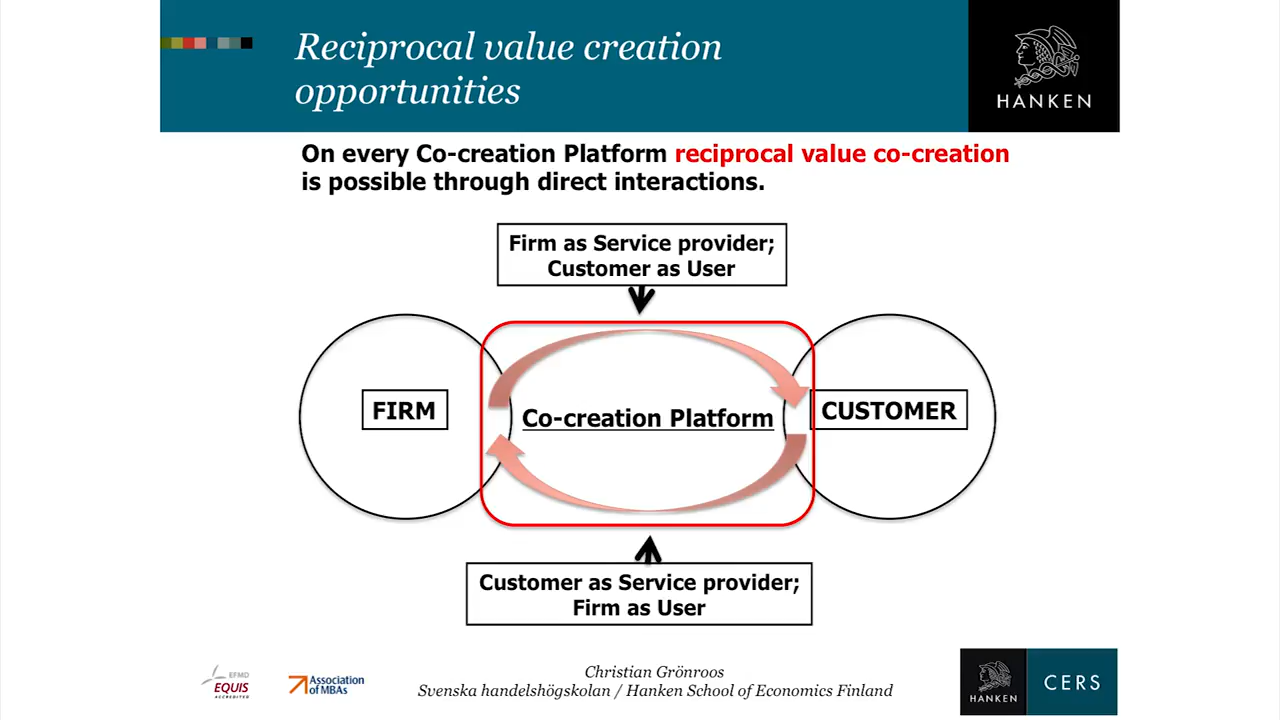 Reciprocal value creation
opportunities
HANKEN
On every Co-creation Platform reciprocal value co-creation
is possible through direct interactions.
Firm as Service provider;
Customer as User
FIRM
Co-creation Platform
CUSTOMER
Customer as Service provider;
Firm as User
EFMD
EQUIS
ACCREDITED
Association
of MBAs
Christian Grönroos
Svenska handelshögskolan / Hanken School of Economics Finland
HANKEN
CERS